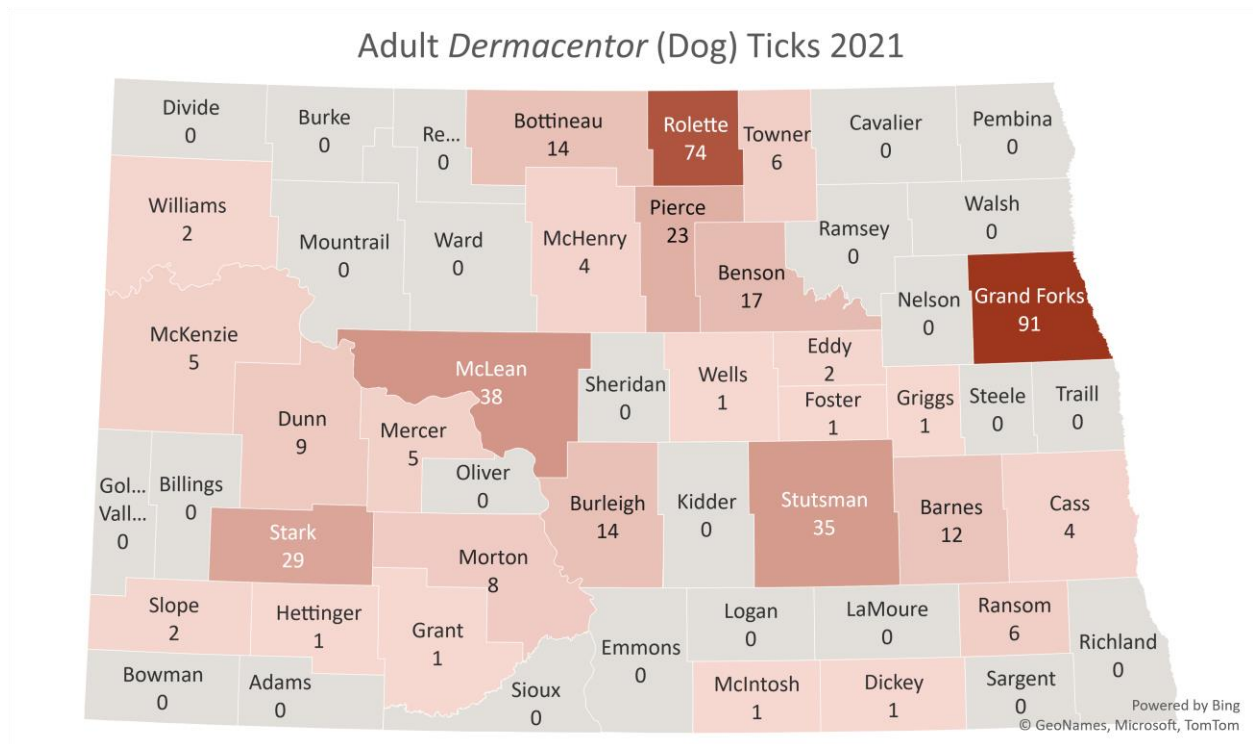 Adult Dermacentor (Dog) Ticks 2021
Divide
0
Burke
0
Re...
0
Bottineau
14
Rolette
74
Towner
6
Cavalier
0
Pembina
0
Williams
2
Mountrail
0
Ward
0
McHenry
4
Pierce
23
Benson
17
Ramsey
0
Walsh
0
Nelson
0
Grand Forks
91
McKenzie
5
McLean
38
Sheridan
0
Wells
1
Eddy
2
Foster
1
Griggs
1
Steele
0
Traill
0
Dunn
9
Mercer
5
Oliver
0
Gol...
Vall...
0
Billings
0
Stark
29
Morton
8
Burleigh
14
Kidder
0
Stutsman
35
Barnes
12
Cass
4
Slope
2
Hettinger
1
Grant
1
Emmons
0
Logan
0
LaMoure
0
Ransom
6
Richland
0
Bowman
0
Adams
0
Sioux
0
McIntosh
1
Dickey
1
Sargent
0
Powered by Bing
© GeoNames, Microsoft, TomTom